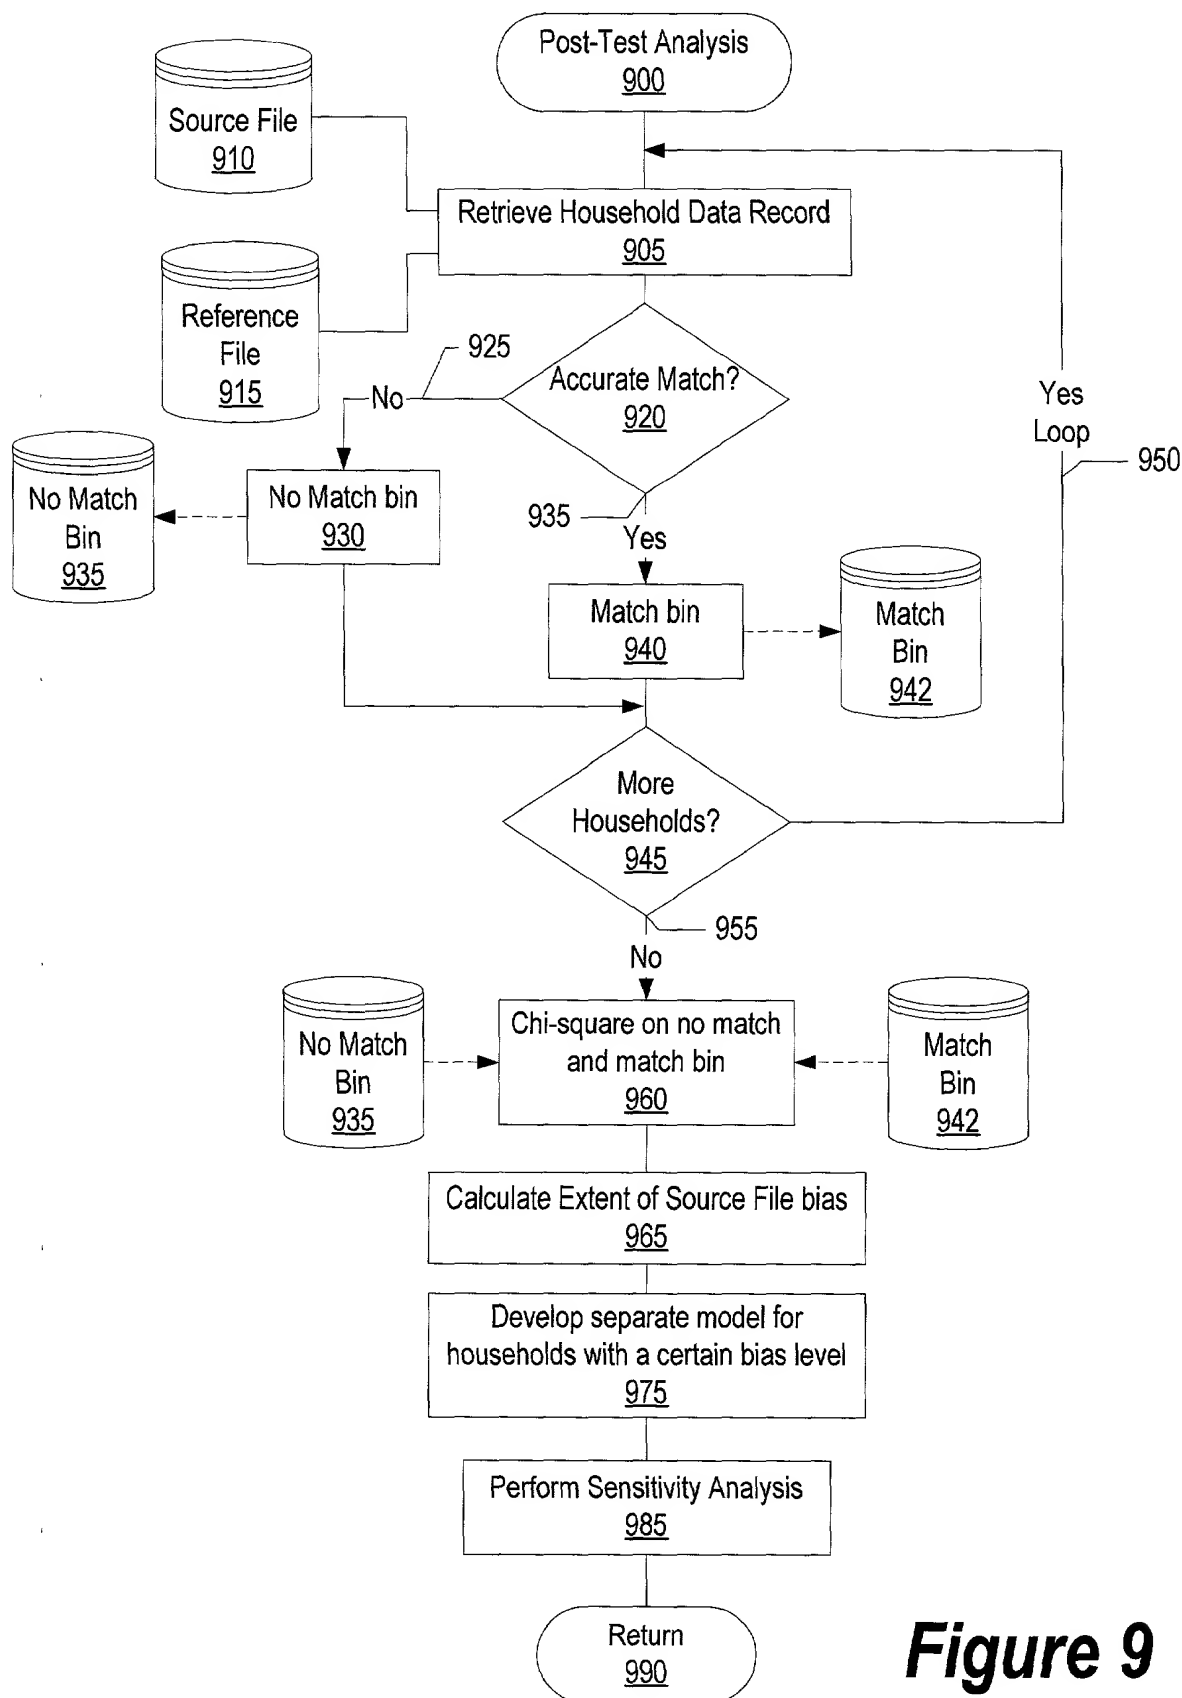 Post-Test Analysis
900
Source File
910
Retrieve Household Data Record
905
Reference
File
915
925
Accurate Match?
920
No
Yes
Loop
950
No Match
Bin
935
No Match bin
930
935
Yes
Match bin
940
Match
Bin
942
More
Households?
945
955
No
No Match
Bin
935
Chi-square on no match
and match bin
960
Match
Bin
942
Calculate Extent of Source File bias
965
Develop separate model for
households with a certain bias level
975
Perform Sensitivity Analysis
985
Return
990
Figure 9